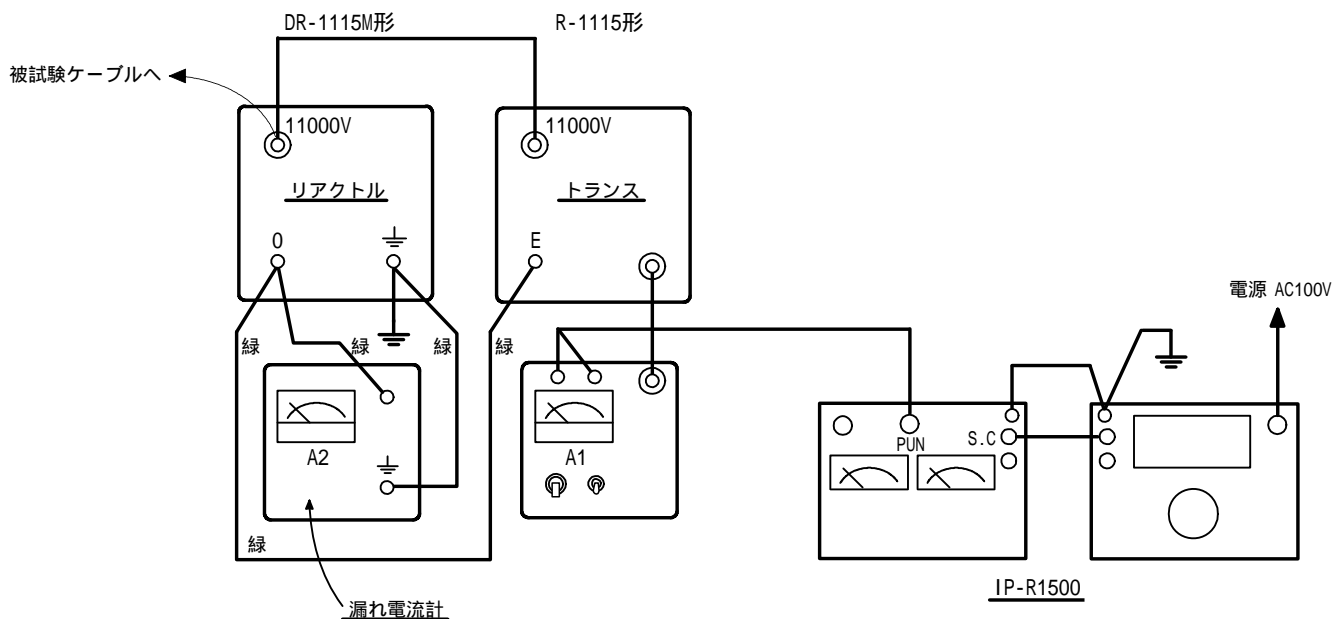 DR-1115M形
R-1115形
被試験ケーブルへ
11000V
11000V
リアクトル
トランス
O
E
電源 AC100V
緑
緑
緑
緑
PUN
S.C
A2
A1
緑
IP-R1500
漏れ電流計